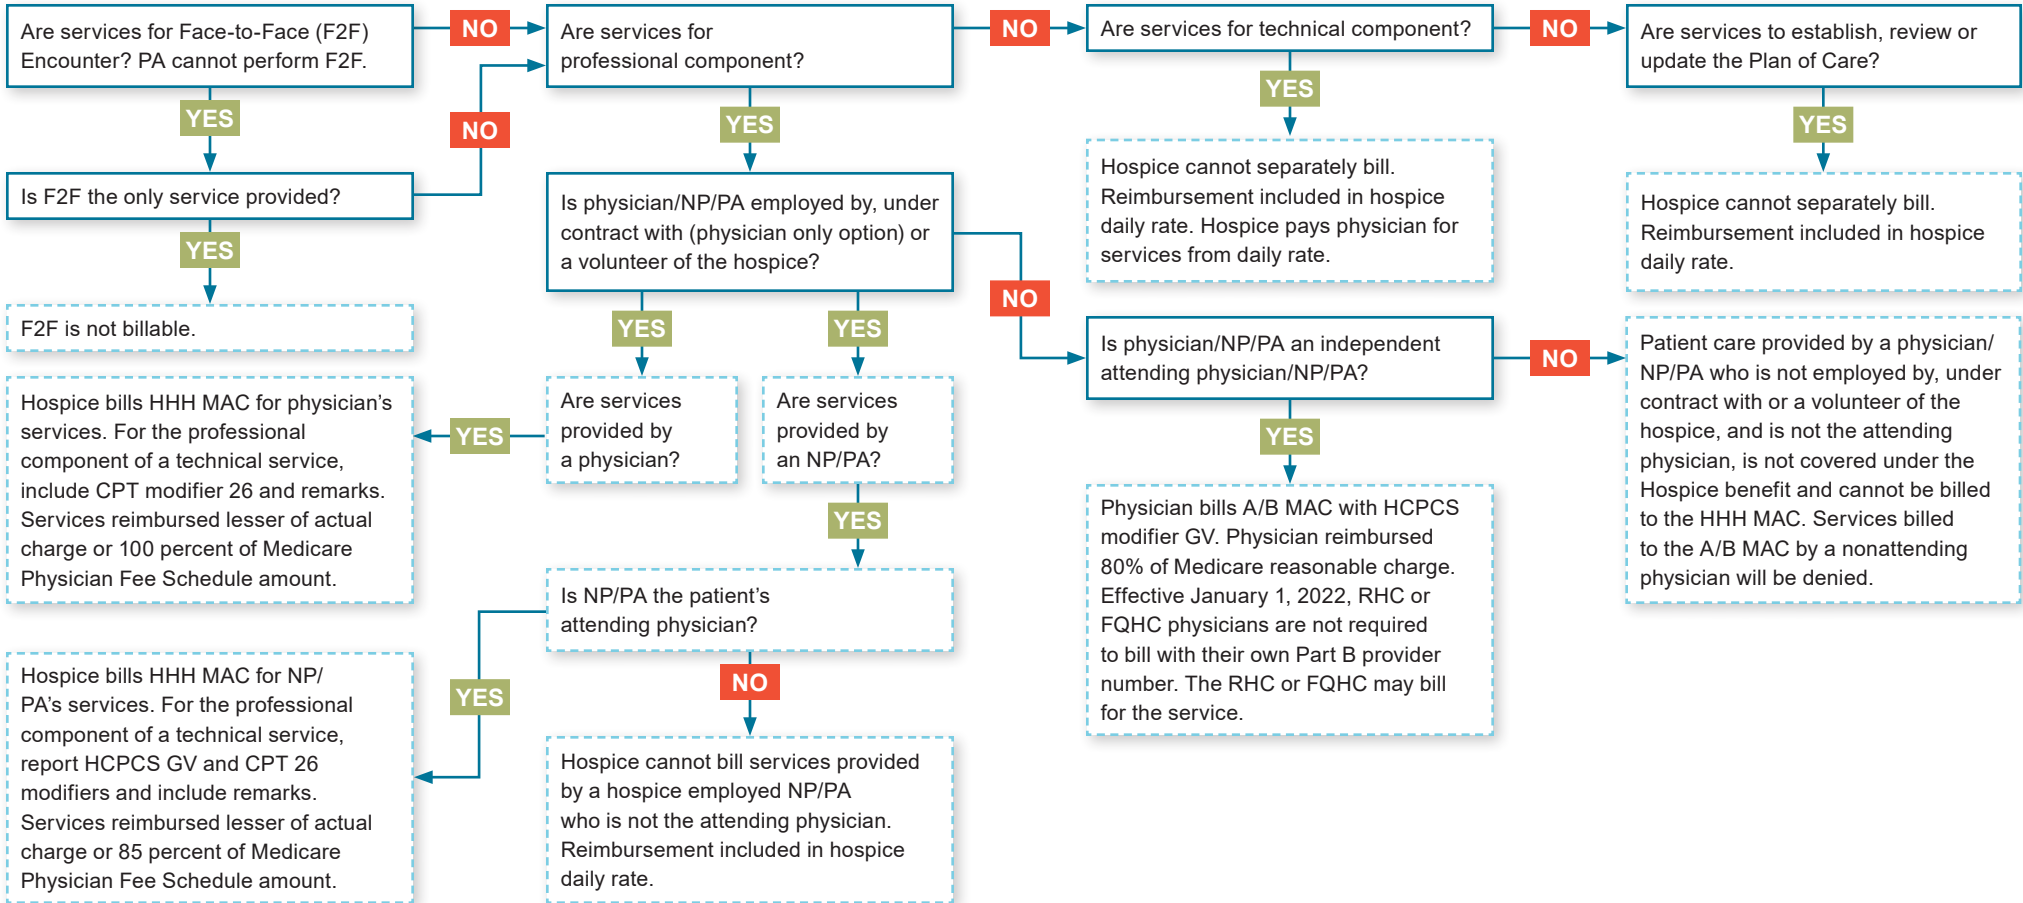 Are services for Face-to-Face (F2F)
Encounter? PA cannot perform F2F.
NO
YES
Is F2F the only service provided?
NO
YES
F2F is not billable.
Are services for
professional component?
NO
YES
Is physician/NP/PA employed by, under
contract with (physician only option) or
a volunteer of the hospice?
YES
YES
NO
Are services
provided by
a physician?
YES
Hospice bills HHH MAC for physician’s
services. For the professional
component of a technical service,
include CPT modifier 26 and remarks.
Services reimbursed lesser of actual
charge or 100 percent of Medicare
Physician Fee Schedule amount.
Are services
provided by
an NP/PA?
YES
Is NP/PA the patient’s
attending physician?
YES
Hospice bills HHH MAC for NP/
PA’s services. For the professional
component of a technical service,
report HCPCS GV and CPT 26
modifiers and include remarks.
Services reimbursed lesser of actual
charge or 85 percent of Medicare
Physician Fee Schedule amount.
NO
Hospice cannot bill services provided
by a hospice employed NP/PA
who is not the attending physician.
Reimbursement included in hospice
daily rate.
Are services for technical component?
NO
YES
Hospice cannot separately bill.
Reimbursement included in hospice
daily rate. Hospice pays physician for
services from daily rate.
Is physician/NP/PA an independent
attending physician/NP/PA?
NO
YES
Physician bills A/B MAC with HCPCS
modifier GV. Physician reimbursed
80% of Medicare reasonable charge.
Effective January 1, 2022, RHC or
FQHC physicians are not required
to bill with their own Part B provider
number. The RHC or FQHC may bill
for the service.
Are services to establish, review or
update the Plan of Care?
YES
Hospice cannot separately bill.
Reimbursement included in hospice
daily rate.
Patient care provided by a physician/
NP/PA who is not employed by, under
contract with or a volunteer of the
hospice, and is not the attending
physician, is not covered under the
Hospice benefit and cannot be billed
to the HHH MAC. Services billed
to the A/B MAC by a nonattending
physician will be denied.